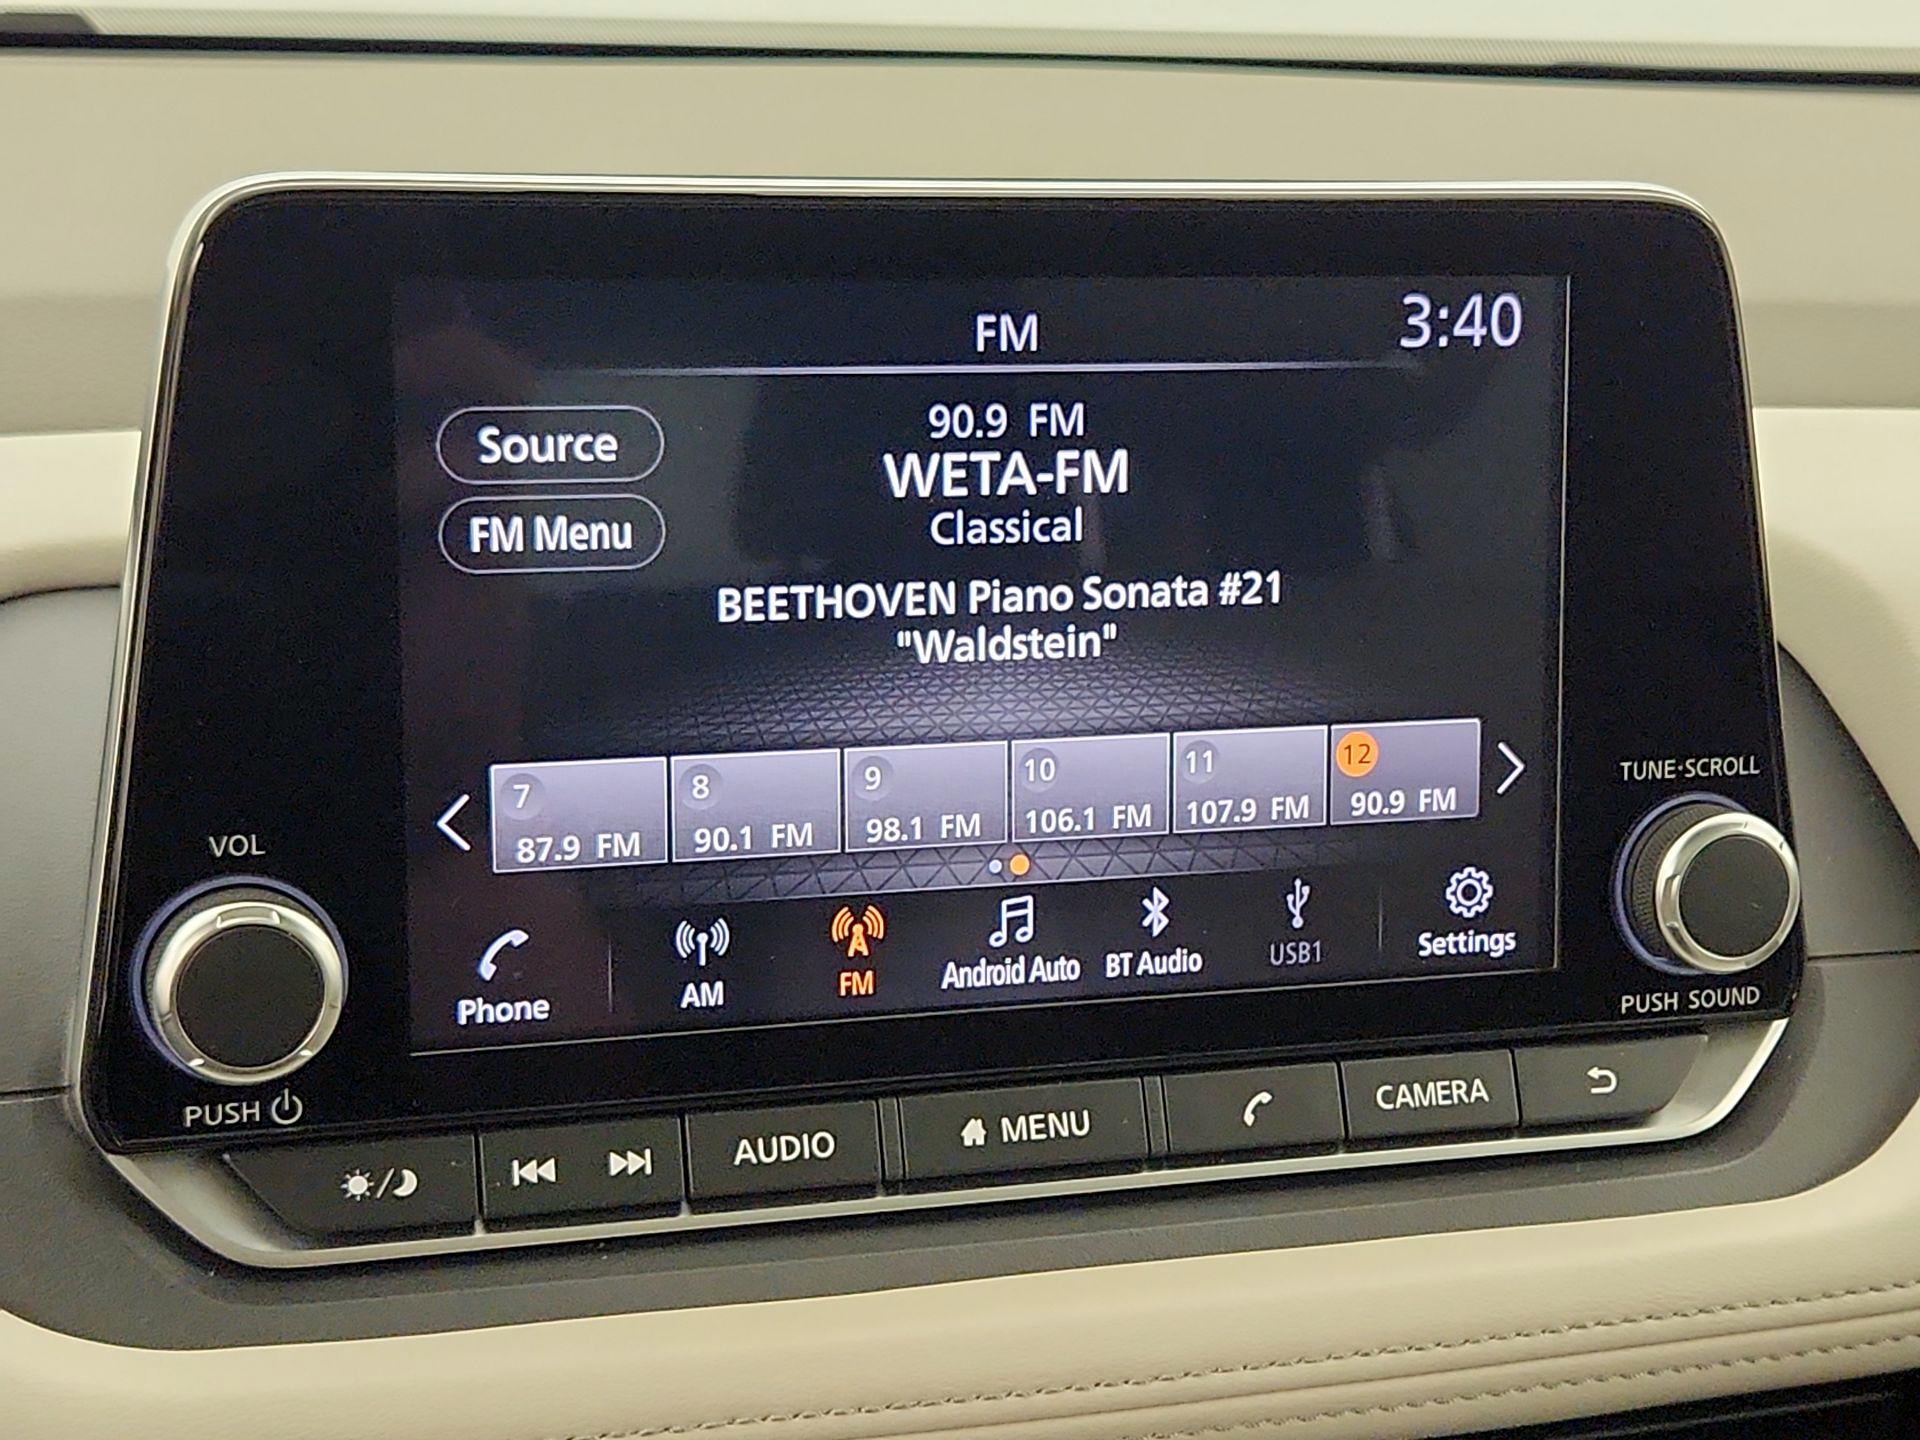 FM
3:40
Source
FM Menu
90.9 FM
WETA-FM
Classical
BEETHOVEN Piano Sonata #21
"Waldstein"
7
87.9 FM
8
90.1 FM
9
98.1 FM
10
106.1 FM
11
107.9 FM
12
90.9 FM
Phone
AM
FM
Android Auto
BT Audio
USB1
Settings
VOL
PUSH
TUNE·SCROLL
PUSH SOUND
AUDIO
MENU
CAMERA